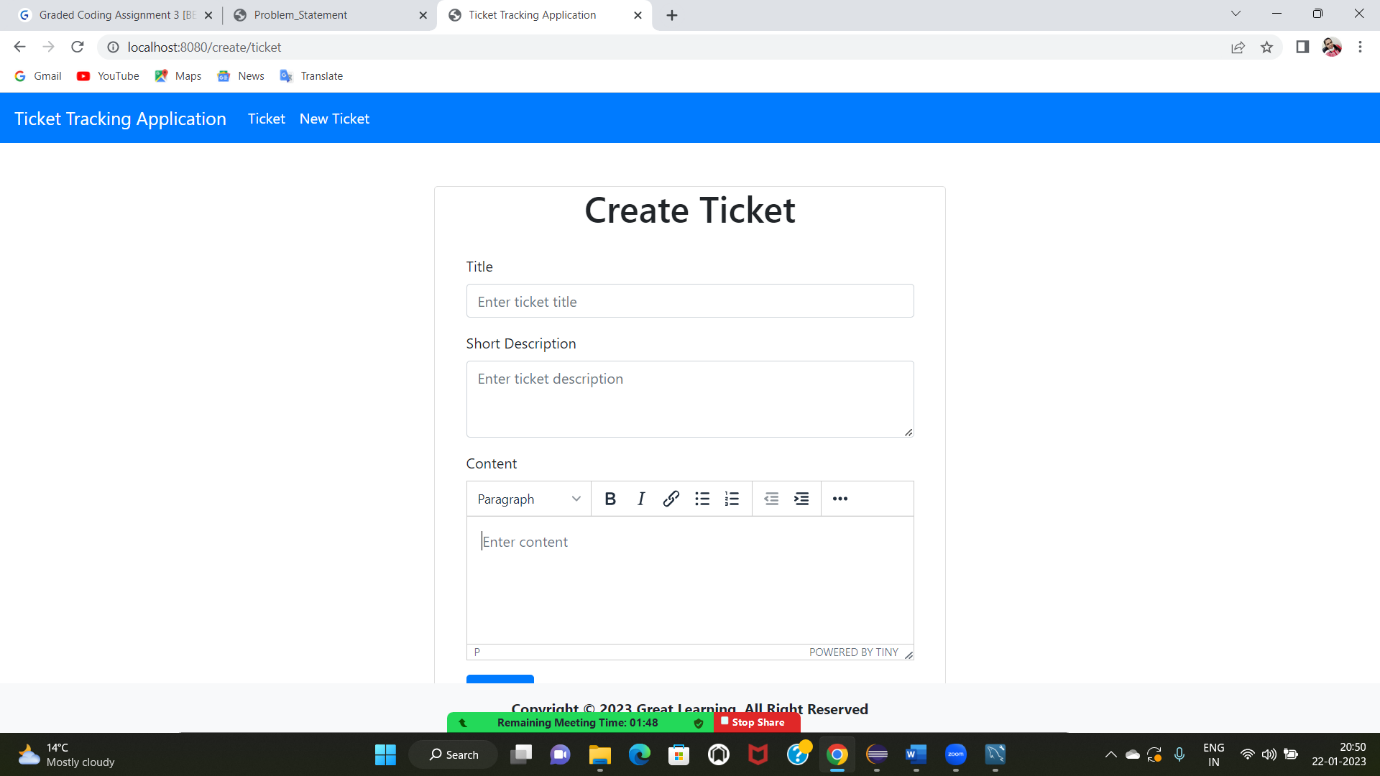 Graded Coding Assignment 3 [BE
Problem_Statement
Ticket Tracking Application
localhost:8080/create/ticket
Gmail
YouTube
Maps
News
Translate
Ticket Tracking Application Ticket New Ticket
Create Ticket
Title
Enter ticket title
Short Description
Enter ticket description
Content
Paragraph B I
Enter content
P POWERED BY TINY
Copyright © 2023 Great Learning, All Right Reserved
Remaining Meeting Time: 01:48 Stop Share
14°C
Mostly cloudy
Search
zoom
ENG
IN
20:50
22-01-2023